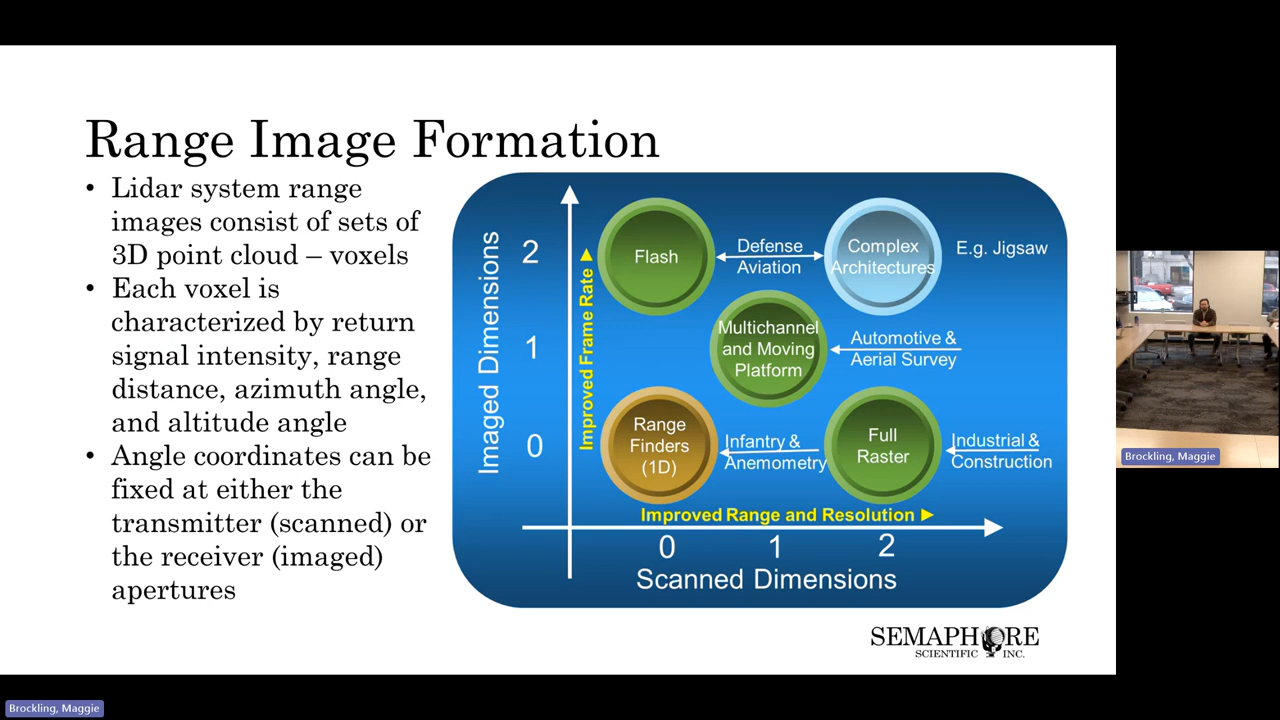 Range Image Formation
• Lidar system range
images consist of sets of
3D point cloud – voxels
• Each voxel is
characterized by return
signal intensity, range
distance, azimuth angle,
and altitude angle
• Angle coordinates can be
fixed at either the
transmitter (scanned) or
the receiver (imaged)
apertures
Imaged Dimensions
2
1
0
Improved Frame Rate ►
Flash
Defense
Aviation
Complex
Architectures
E.g. Jigsaw
Multichannel
and Moving
Platform
Automotive &
Aerial Survey
Range
Finders
(1D)
Infantry &
Anemometry
Full
Raster
Industrial &
Construction
Improved Range and Resolution ►
0 1 2
Scanned Dimensions
SEMAPHORE
SCIENTIFIC INC.
Brockling, Maggie
Brockling, Maggie